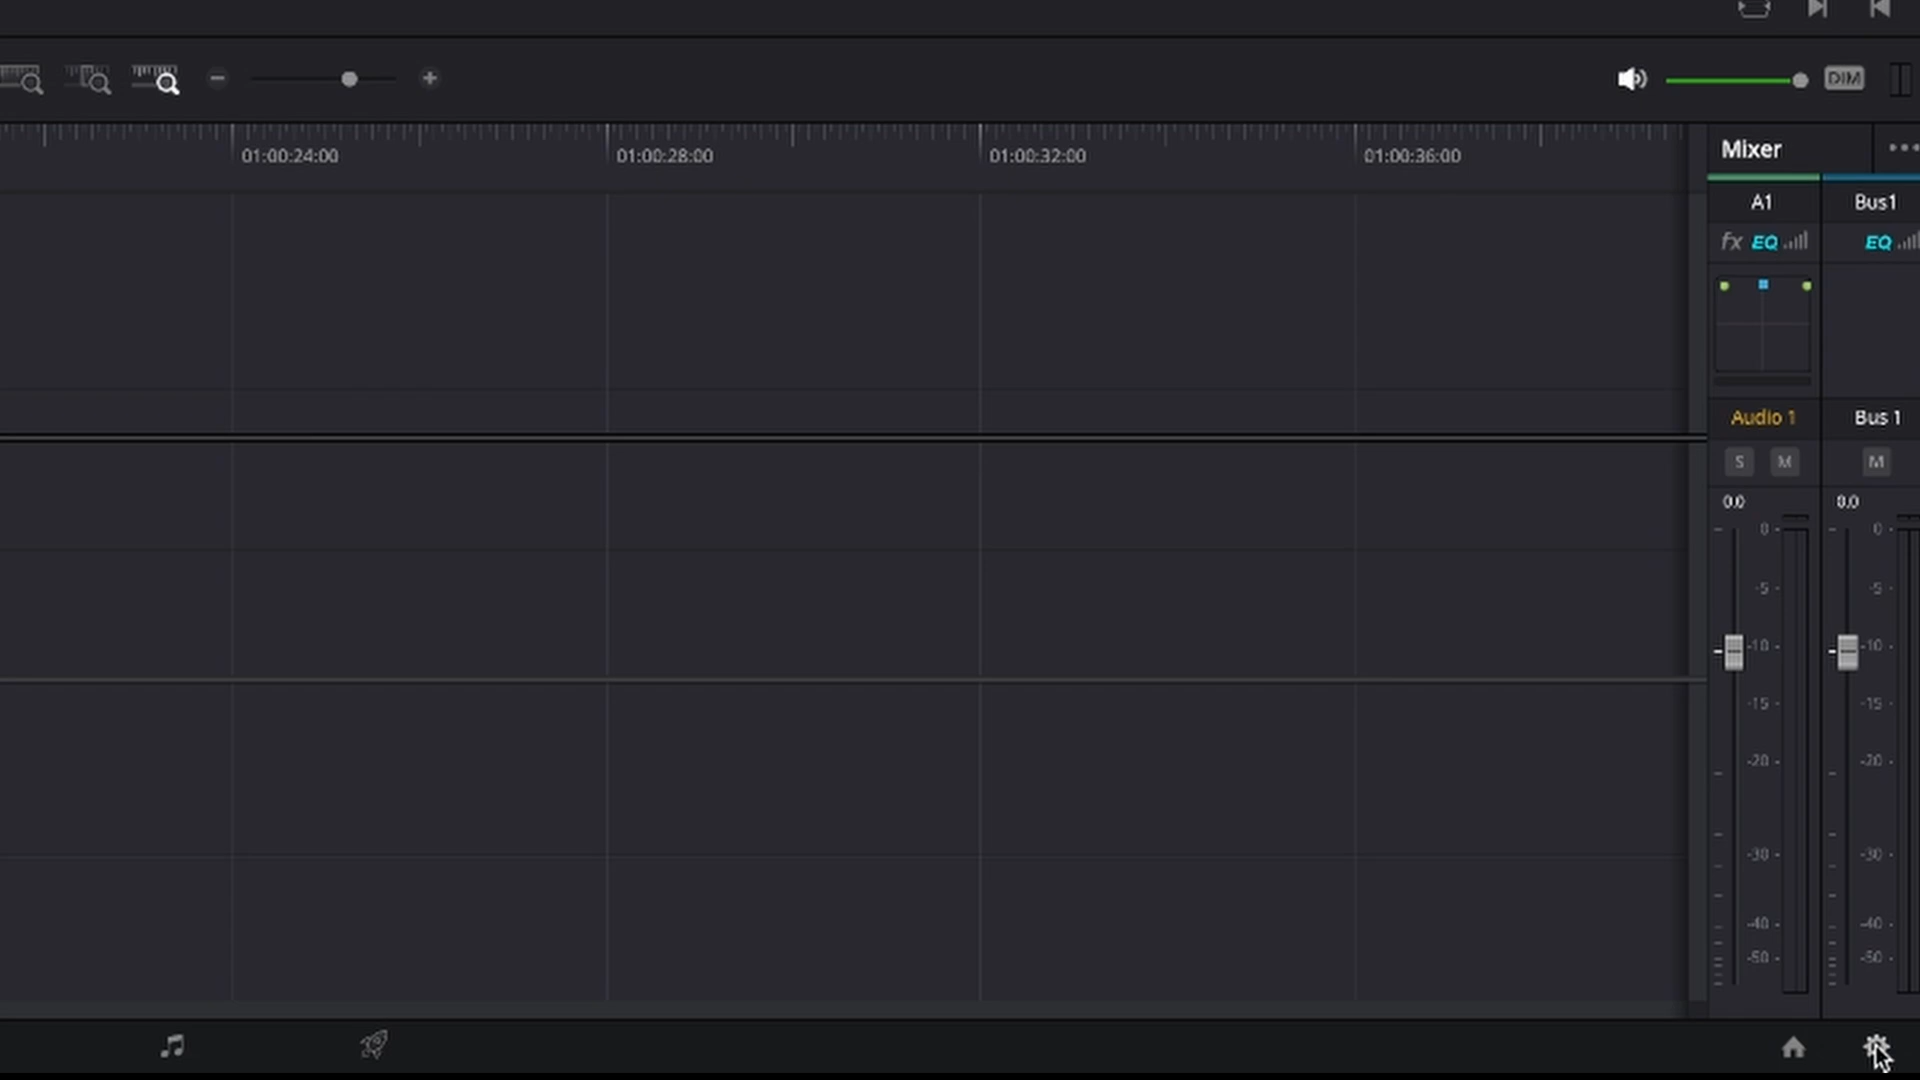 DIM
01:00:24:00 01:00:28:00 01:00:32:00 01:00:36:00
Mixer
A1 Bus1
fx EQ EQ
Audio 1 Bus 1
S M M
0.0 0.0
0 0
-5 -5
-10 -10
-15 -15
-20 -20
-30 -30
-40 -40
-50 -50